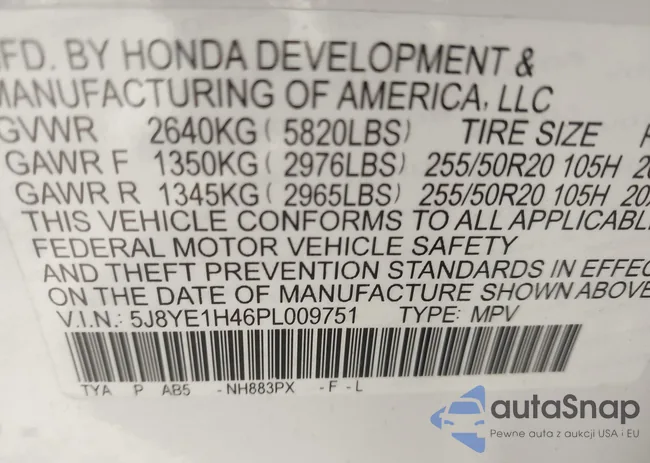 MFD. BY HONDA DEVELOPMENT &
MANUFACTURING OF AMERICA, LLC
GVWR 2640KG ( 5820LBS) TIRE SIZE
GAWR F 1350KG ( 2976LBS) 255/50R20 105H 20
GAWR R 1345KG ( 2965LBS) 255/50R20 105H 20
THIS VEHICLE CONFORMS TO ALL APPLICABL
FEDERAL MOTOR VEHICLE SAFETY
AND THEFT PREVENTION STANDARDS IN EFFEC
ON THE DATE OF MANUFACTURE SHOWN ABOVE
V.I.N.: 5J8YE1H46PL009751 TYPE: MPV
TYA P AB5 -NH883PX -F-L
autaSnap
Pewne auta z aukcji USA i EU